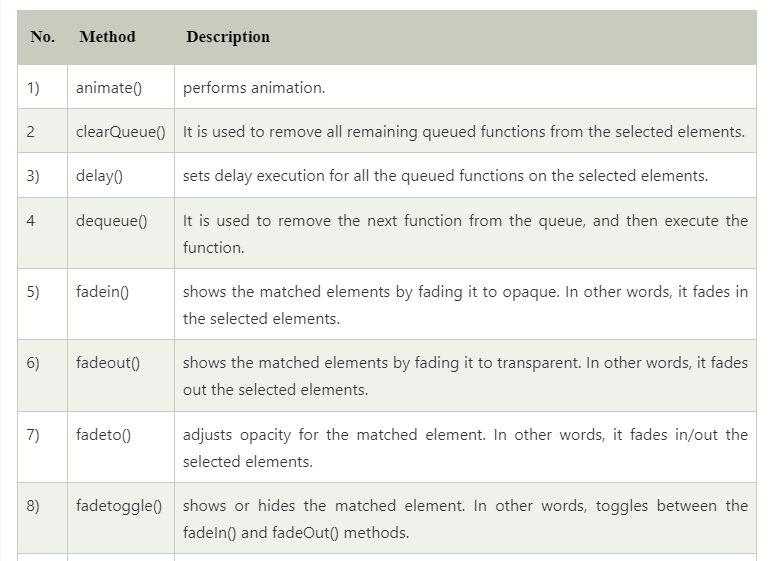 No. Method Description
1) animate() performs animation.
2 clearQueue() It is used to remove all remaining queued functions from the selected elements.
3) delay() sets delay execution for all the queued functions on the selected elements.
4 dequeue() It is used to remove the next function from the queue, and then execute the
function.
5) fadein() shows the matched elements by fading it to opaque. In other words, it fades in
the selected elements.
6) fadeout() shows the matched elements by fading it to transparent. In other words, it fades
out the selected elements.
7) fadeto() adjusts opacity for the matched element. In other words, it fades in/out the
selected elements.
8) fadetoggle() shows or hides the matched element. In other words, toggles between the
fadeIn() and fadeOut() methods.